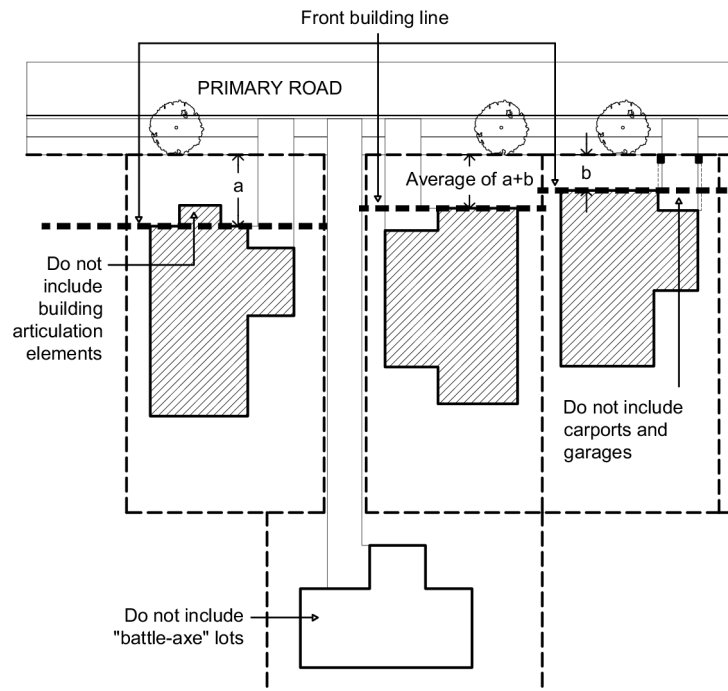 Front building line
PRIMARY ROAD
a
Average of a+b
b
Do not
include
building
articulation
elements
Do not include
carports and
garages
Do not include
"battle-axe" lots